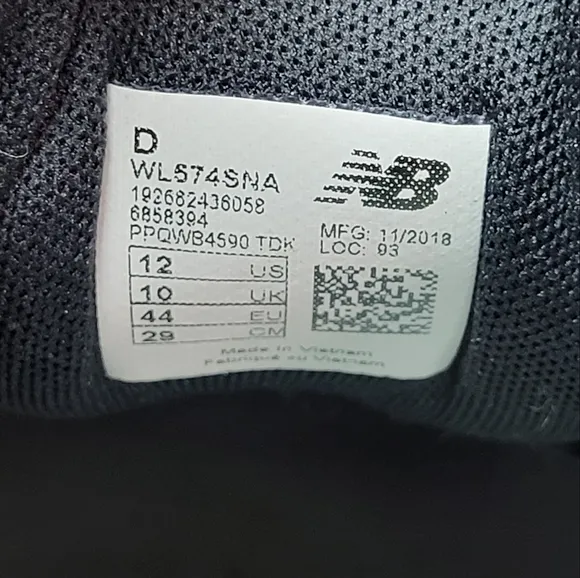 D
WL574SNA
192682436058
6858394
PPQWB4590 TDK
NB
MFG: 11/2018
LOC: 93
12 US
10 UK
44 EU
29 CM
Made in Vietnam
Fabriqué au Vietnam